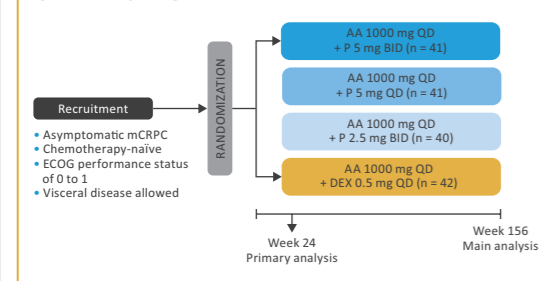 AA 1000 mg QD
+ P 5 mg BID (n = 41)
AA 1000 mg QD
+ P 5 mg QD (n = 41)
AA 1000 mg QD
+ P 2.5 mg BID (n = 40)
AA 1000 mg QD
+ DEX 0.5 mg QD (n = 42)
RANDOMIZATION
Recruitment
• Asymptomatic mCRPC
• Chemotherapy-naïve
• ECOG performance status
of 0 to 1
• Visceral disease allowed
Week 24
Primary analysis
Week 156
Main analysis